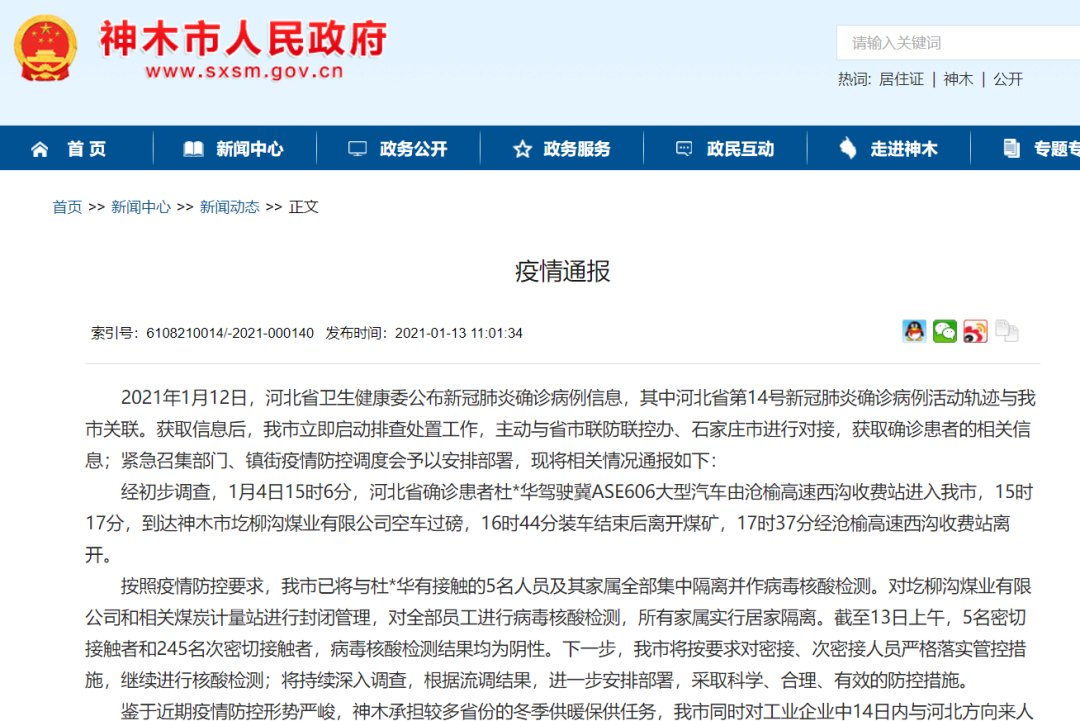 神木市人民政府
www.sxsm.gov.cn
请输入关键词
热词: 居住证 | 神木 | 公开
首 页 新闻中心 政务公开 政务服务 政民互动 走进神木 专题专
首页 >> 新闻中心 >> 新闻动态 >> 正文
疫情通报
索引号：6108210014/-2021-000140 发布时间：2021-01-13 11:01:34
2021年1月12日，河北省卫生健康委公布新冠肺炎确诊病例信息，其中河北省第14号新冠肺炎确诊病例活动轨迹与我
市关联。获取信息后，我市立即启动排查处置工作，主动与省市联防联控办、石家庄市进行对接，获取确诊患者的相关信
息；紧急召集部门、镇街疫情防控调度会予以安排部署，现将相关情况通报如下：
经初步调查，1月4日15时6分，河北省确诊患者杜*华驾驶冀ASE606大型汽车由沧榆高速西沟收费站进入我市，15时
17分，到达神木市圪柳沟煤业有限公司空车过磅，16时44分装车结束后离开煤矿，17时37分经沧榆高速西沟收费站离
开。
按照疫情防控要求，我市已将与杜*华有接触的5名人员及其家属全部集中隔离并作病毒核酸检测。对圪柳沟煤业有限
公司和相关煤炭计量站进行封闭管理，对全部员工进行病毒核酸检测，所有家属实行居家隔离。截至13日上午，5名密切
接触者和245名次密切接触者，病毒核酸检测结果均为阴性。下一步，我市将按要求对密接、次密接人员严格落实管控措
施，继续进行核酸检测；将持续深入调查，根据流调结果，进一步安排部署，采取科学、合理、有效的防控措施。
鉴于近期疫情防控形势严峻，神木承担较多省份的冬季供暖保供任务，我市同时对工业企业中14日内与河北方向来人